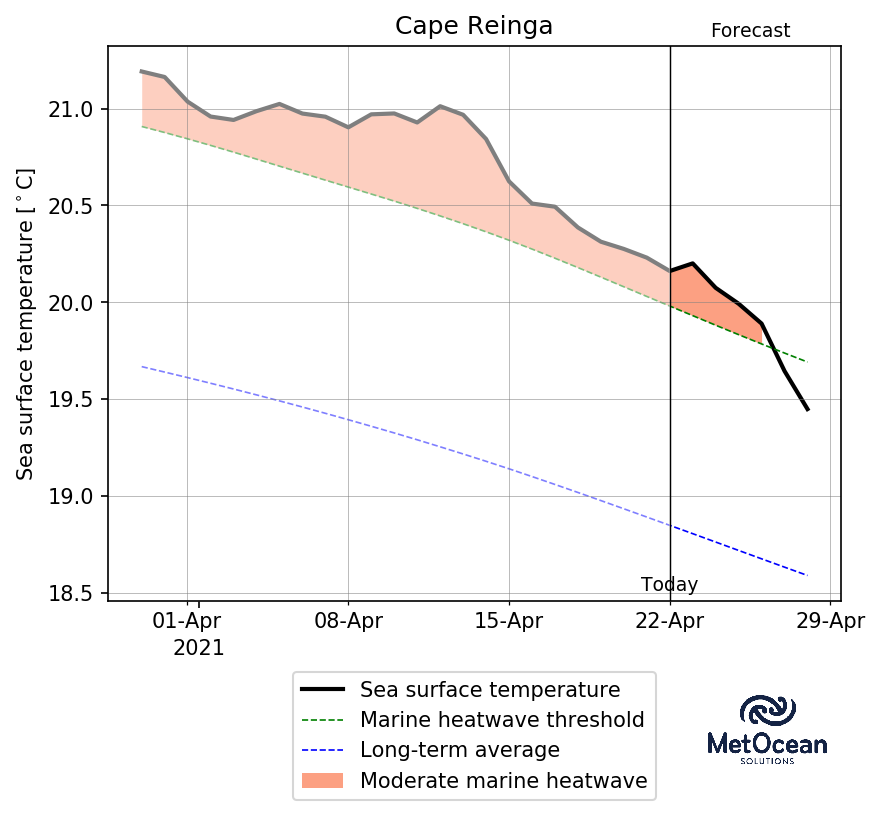 Cape Reinga
Forecast
Sea surface temperature [°C]
21.0
20.5
20.0
19.5
19.0
18.5
Today
01-Apr
08-Apr
15-Apr
22-Apr
29-Apr
2021
Sea surface temperature
Marine heatwave threshold
Long-term average
Moderate marine heatwave
MetOcean
SOLUTIONS